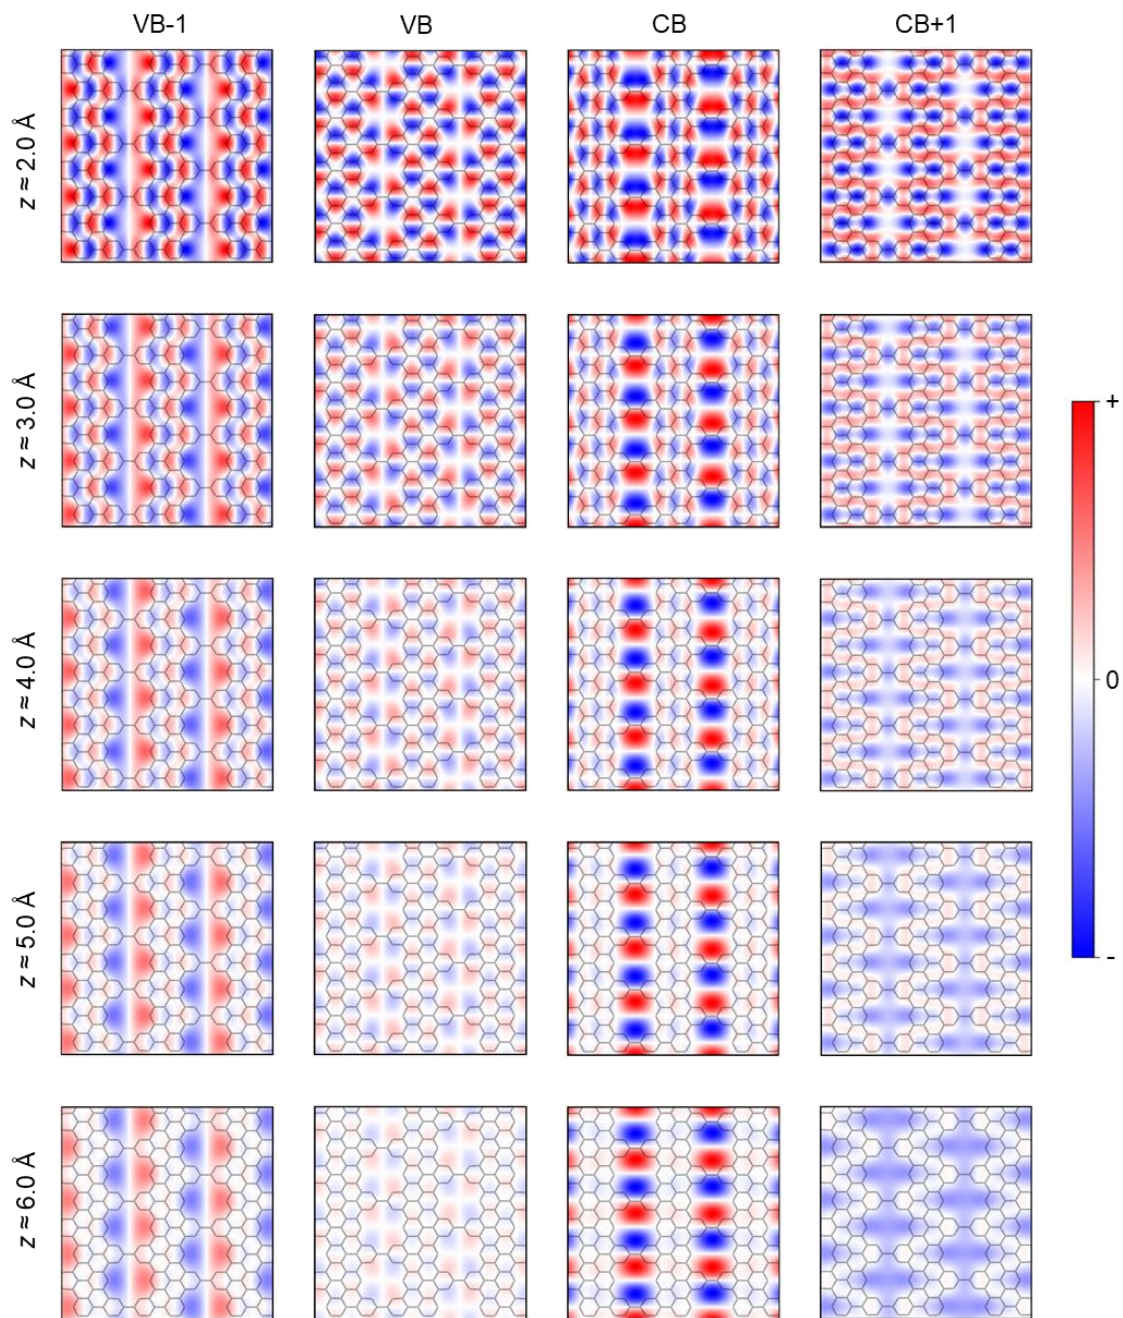 VB-1 VB CB CB+1
z ≈ 2.0 Å
z ≈ 3.0 Å
+
z ≈ 4.0 Å
0
z ≈ 5.0 Å
-
z ≈ 6.0 Å